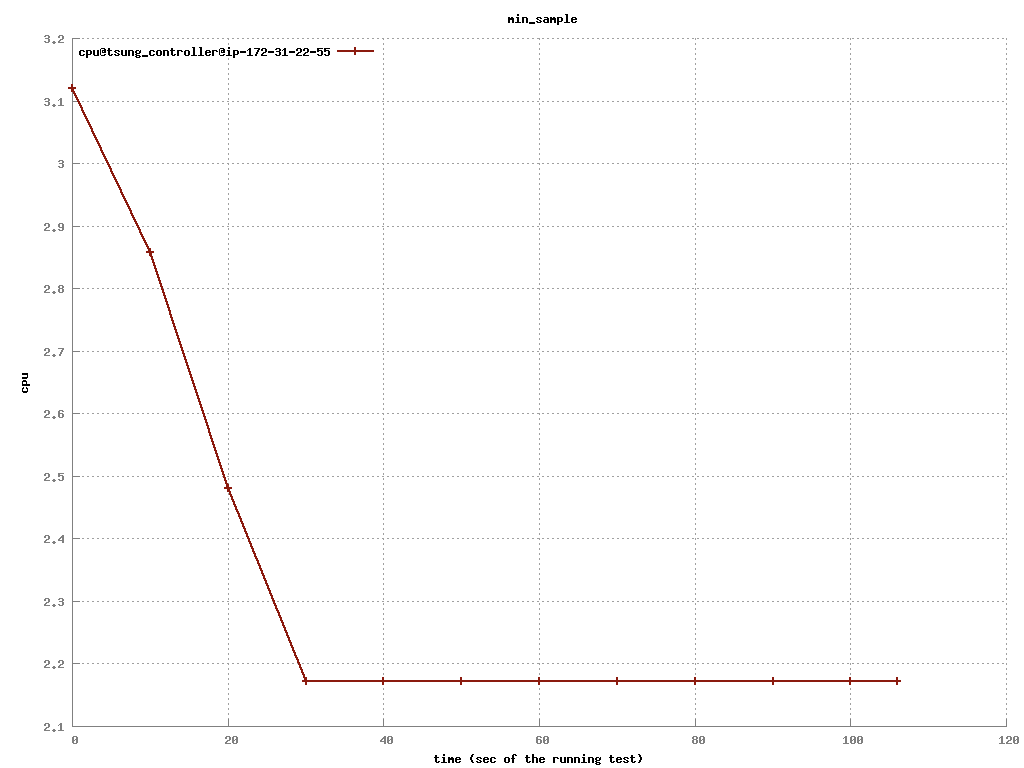 min_sample
3.2
cpu@tsung_controller@ip-172-31-22-55
3.1
3
2.9
2.8
2.7
cpu
2.6
2.5
2.4
2.3
2.2
2.1
0 20 40 60 80 100 120
time (sec of the running test)